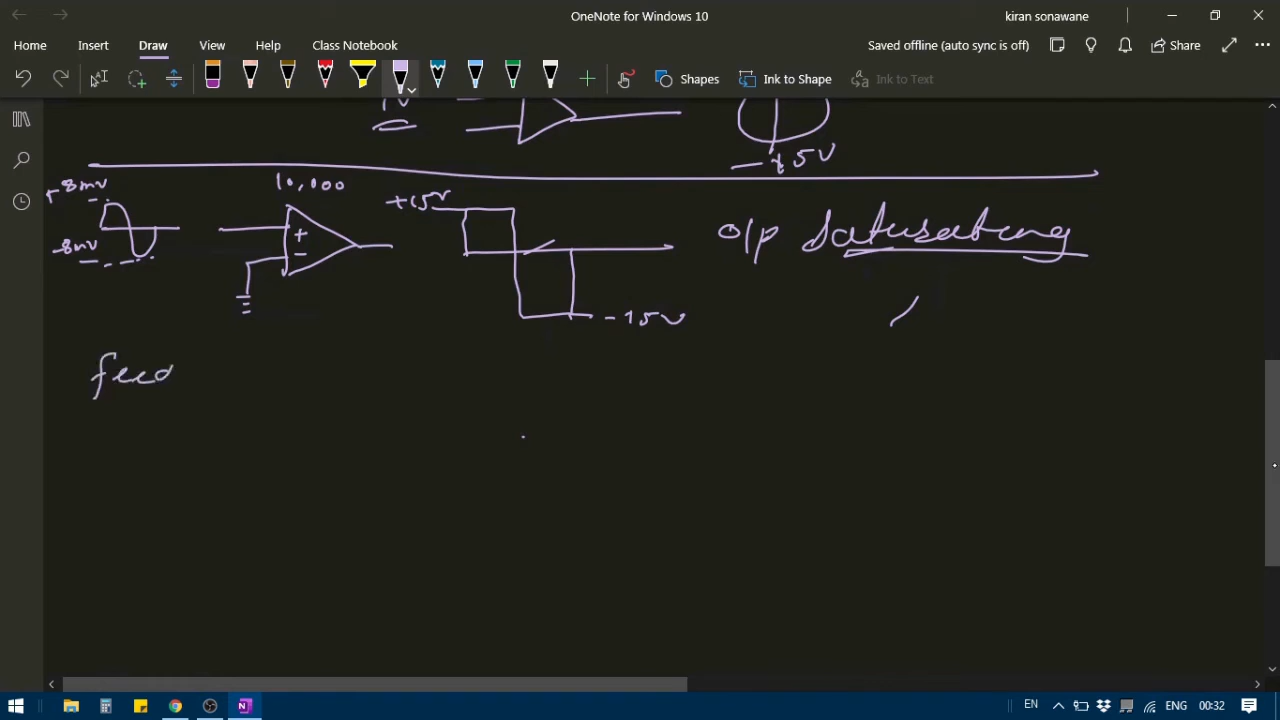 OneNote for Windows 10
kiran sonawane
Home Insert Draw View Help Class Notebook
Saved offline (auto sync is off) Share
Shapes Ink to Shape Ink to Text
1V
+8mv
10,000
+15V
o/p Saturating
-8mv
+
-
-15V
feed
EN ENG 00:32